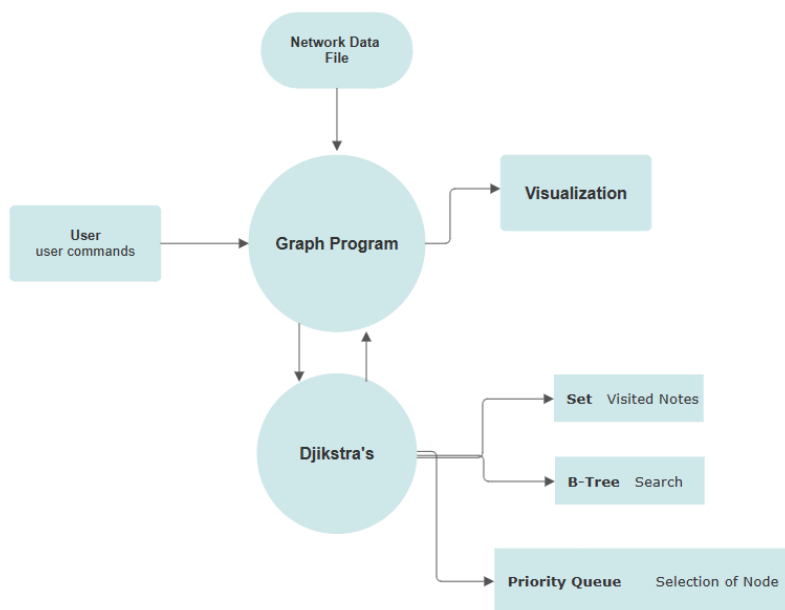 Network Data
File
User
user commands
Graph Program
Visualization
Djikstra's
Set Visited Notes
B-Tree Search
Priority Queue Selection of Node